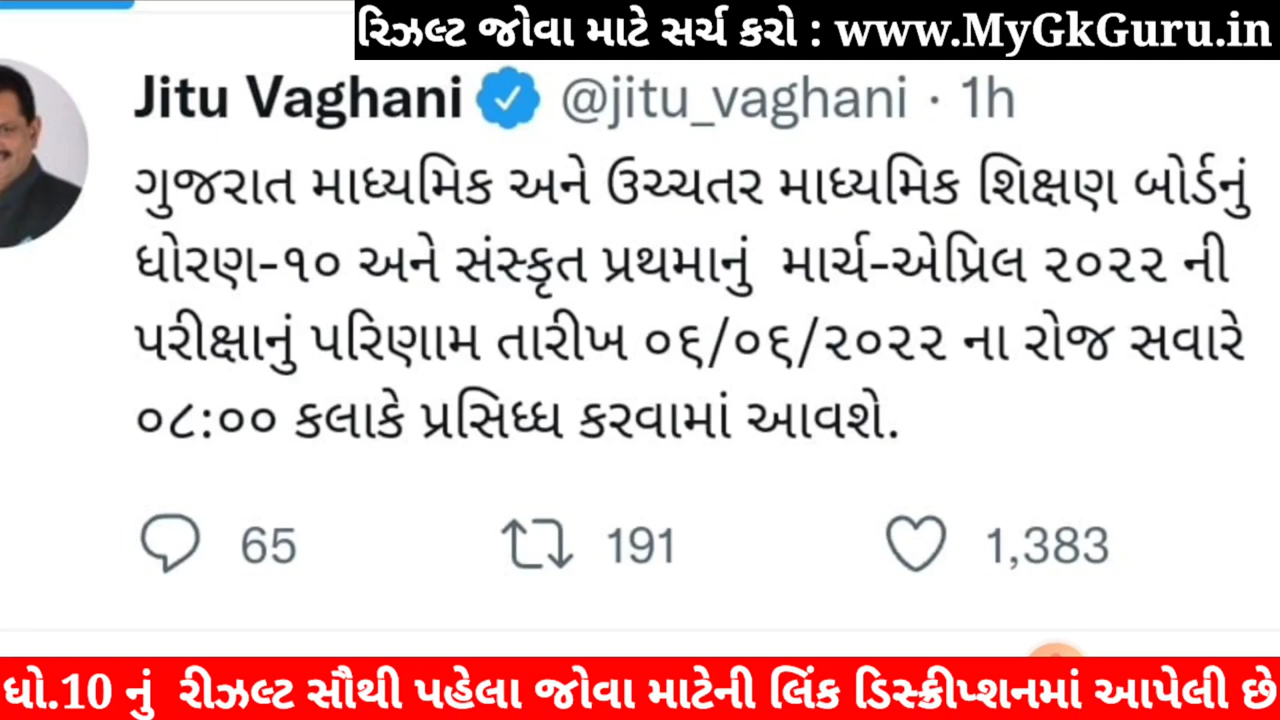 રિઝલ્ટ જોવા માટે સર્ચ કરો : www.MyGkGuru.in
Jitu Vaghani @jitu_vaghani · 1h
ગુજરાત માધ્યમિક અને ઉચ્ચતર માધ્યમિક શિક્ષણ બોર્ડનું
ધોરણ-૧૦ અને સંસ્કૃત પ્રથમાનું માર્ચ-એપ્રિલ ૨૦૨૨ ની
પરીક્ષાનું પરિણામ તારીખ ૦૬/૦૬/૨૦૨૨ ના રોજ સવારે
૦૮:૦૦ કલાકે પ્રસિધ્ધ કરવામાં આવશે.
65 191 1,383
ધો.10 નું રીઝલ્ટ સૌથી પહેલા જોવા માટેની લિંક ડિસ્ક્રીપ્શનમાં આપેલી છે